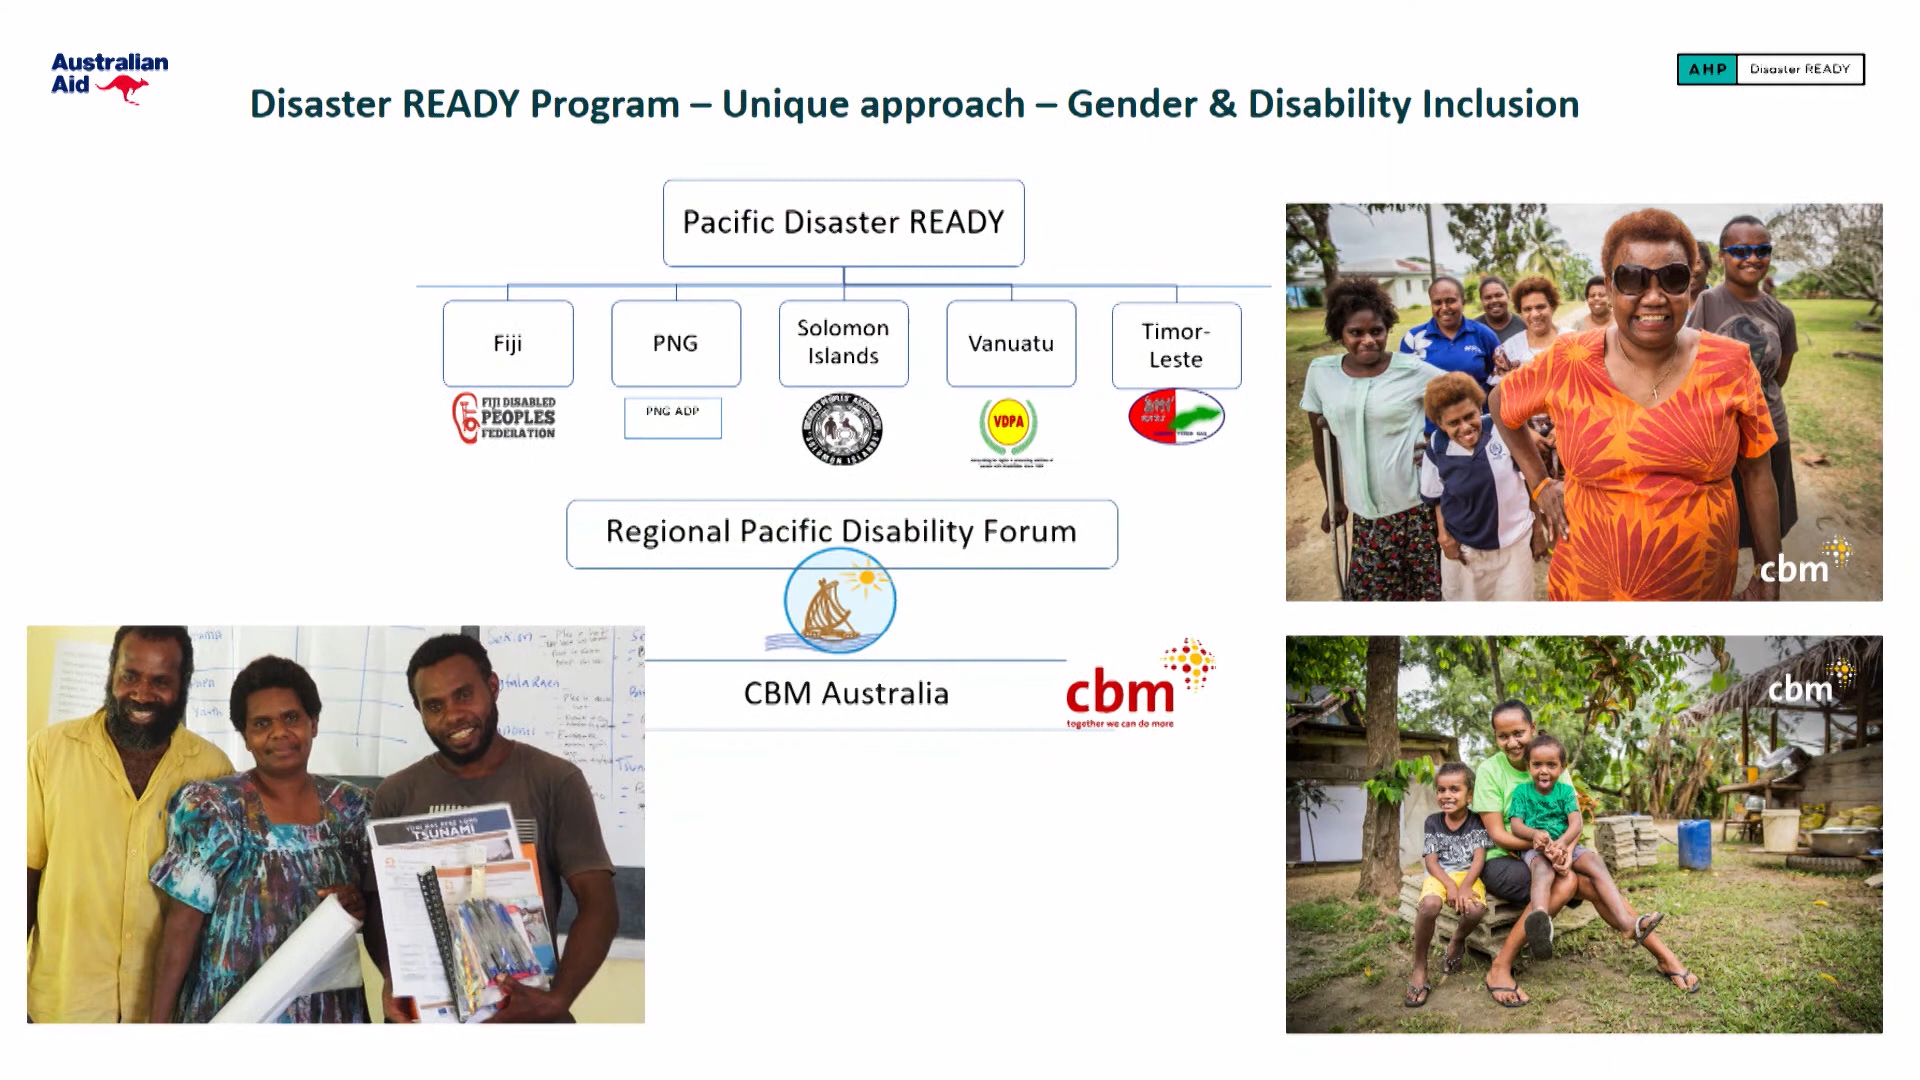 Australian
Aid
AHP Disaster READY
Disaster READY Program – Unique approach – Gender & Disability Inclusion
Pacific Disaster READY
Fiji
PNG
Solomon
Islands
Vanuatu
Timor-
Leste
FIJI DISABLED
PEOPLES
FEDERATION
PNG ADP
VDPA
Regional Pacific Disability Forum
CBM Australia
cbm
together we can do more
cbm
cbm
TSUNAMI